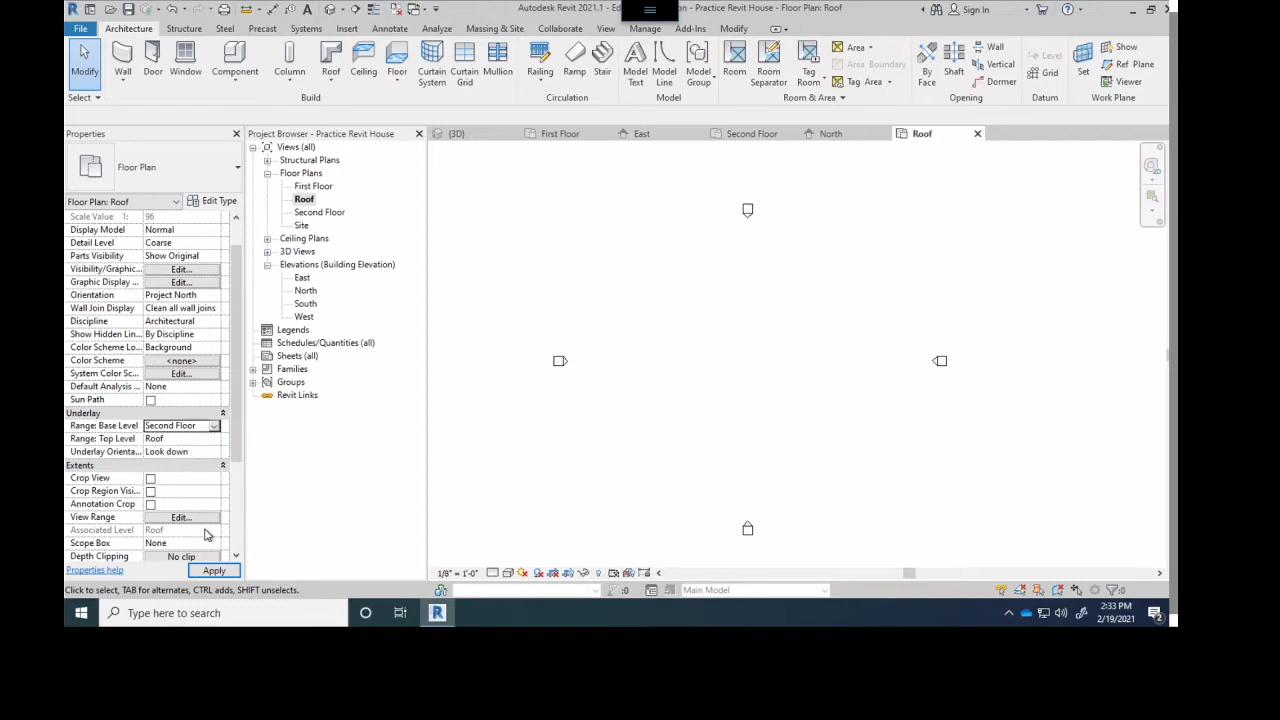 Autodesk Revit 2021.1 - Ed
on - Practice Revit House - Floor Plan: Roof
Sign In
File Architecture Structure Steel Precast Systems Insert Annotate Analyze Massing & Site Collaborate View Manage Add-Ins Modify
Modify Wall Door Window Component Column Roof Ceiling Floor Curtain System Curtain Grid Mullion Railing Ramp Stair Model Text Model Line Model Group Room Room Separator Tag Room Area Area Boundary Tag Area By Face Shaft Wall Vertical Dormer Level Grid Set Show Ref Plane Viewer
Select Build Circulation Model Room & Area Opening Datum Work Plane
Properties
Floor Plan
Floor Plan: Roof Edit Type
Scale Value 1: 96
Display Model Normal
Detail Level Coarse
Parts Visibility Show Original
Visibility/Graphic... Edit...
Graphic Display ... Edit...
Orientation Project North
Wall Join Display Clean all wall joins
Discipline Architectural
Show Hidden Lin... By Discipline
Color Scheme Lo... Background
Color Scheme <none>
System Color Sc... Edit...
Default Analysis ... None
Sun Path
Underlay
Range: Base Level Second Floor
Range: Top Level Roof
Underlay Orienta... Look down
Extents
Crop View
Crop Region Visi...
Annotation Crop
View Range Edit...
Associated Level Roof
Scope Box None
Depth Clipping No clip
Properties help Apply
Project Browser - Practice Revit House
Views (all)
Structural Plans
Floor Plans
First Floor
Roof
Second Floor
Site
Ceiling Plans
3D Views
Elevations (Building Elevation)
East
North
South
West
Legends
Schedules/Quantities (all)
Sheets (all)
Families
Groups
Revit Links
{3D} First Floor East Second Floor North Roof
1/8" = 1'-0"
Click to select, TAB for alternates, CTRL adds, SHIFT unselects. :0 Main Model :0
Type here to search
2:33 PM
2/19/2021
2